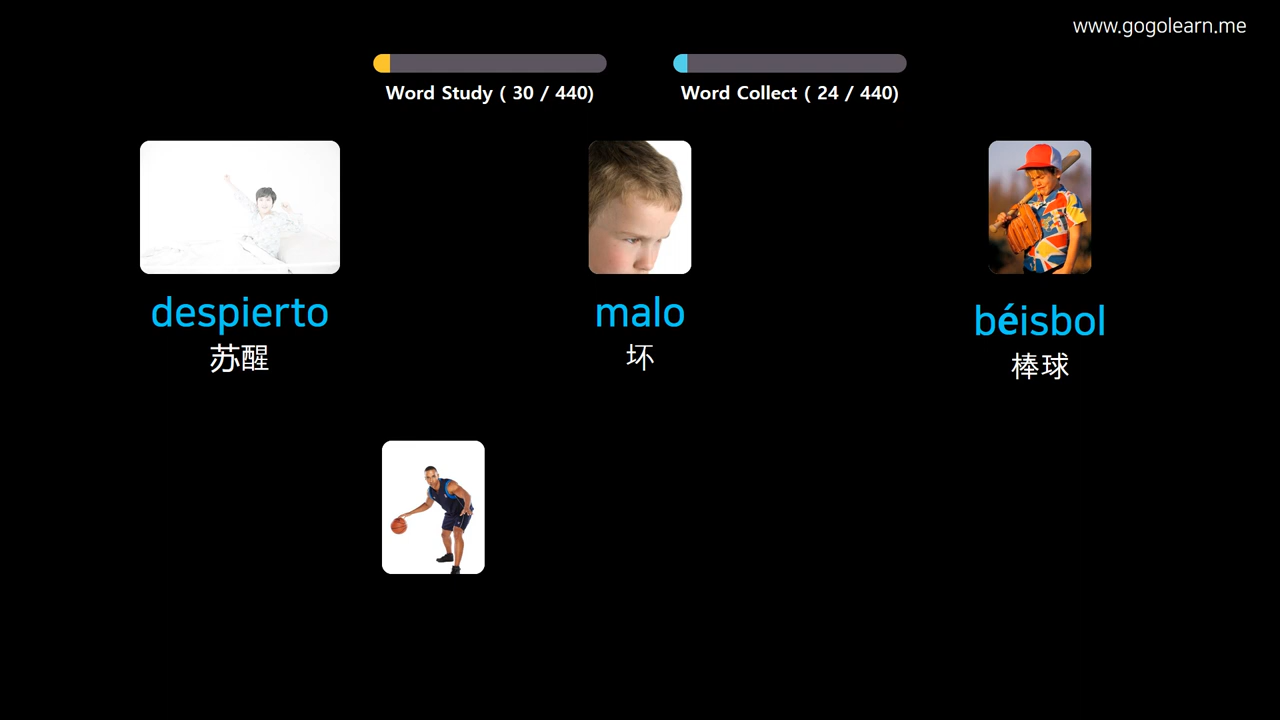 www.gogolearn.me
Word Study ( 30 / 440)
Word Collect ( 24 / 440)
despierto
苏醒
malo
坏
béisbol
棒球